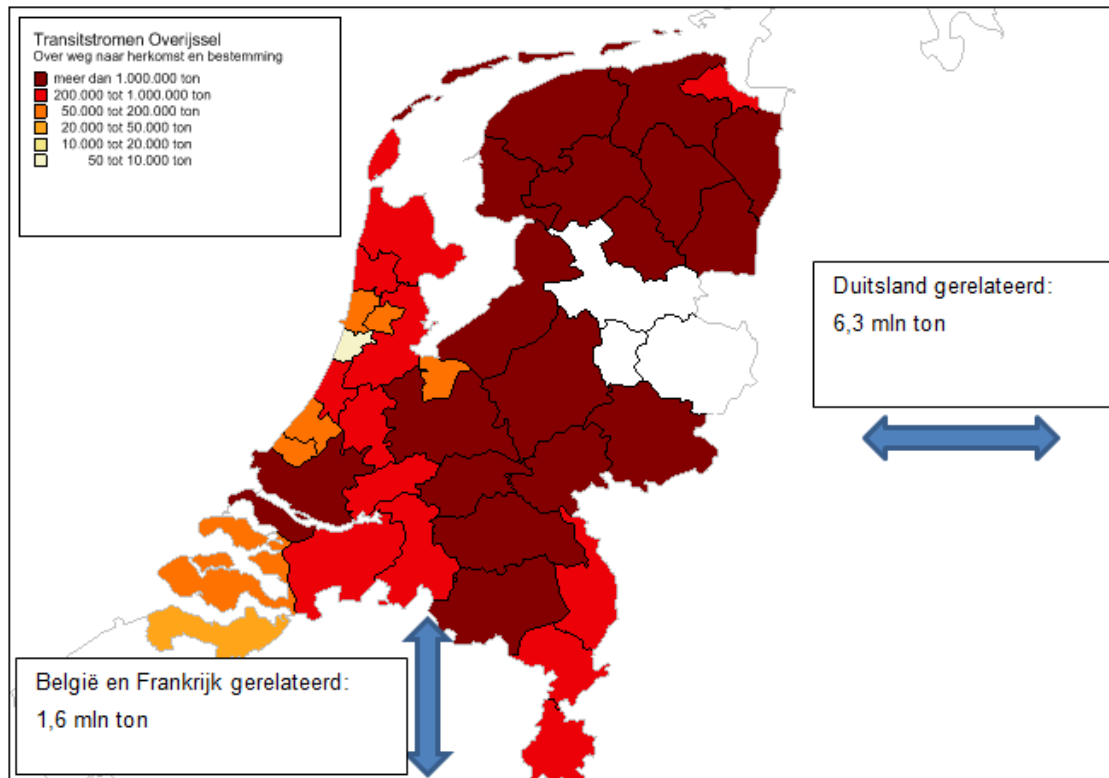 Transitstromen Overijssel
Over weg naar herkomst en bestemming
meer dan 1.000.000 ton
200.000 tot 1.000.000 ton
50.000 tot 200.000 ton
20.000 tot 50.000 ton
10.000 tot 20.000 ton
50 tot 10.000 ton
Duitsland gerelateerd:
6,3 mln ton
België en Frankrijk gerelateerd:
1,6 mln ton